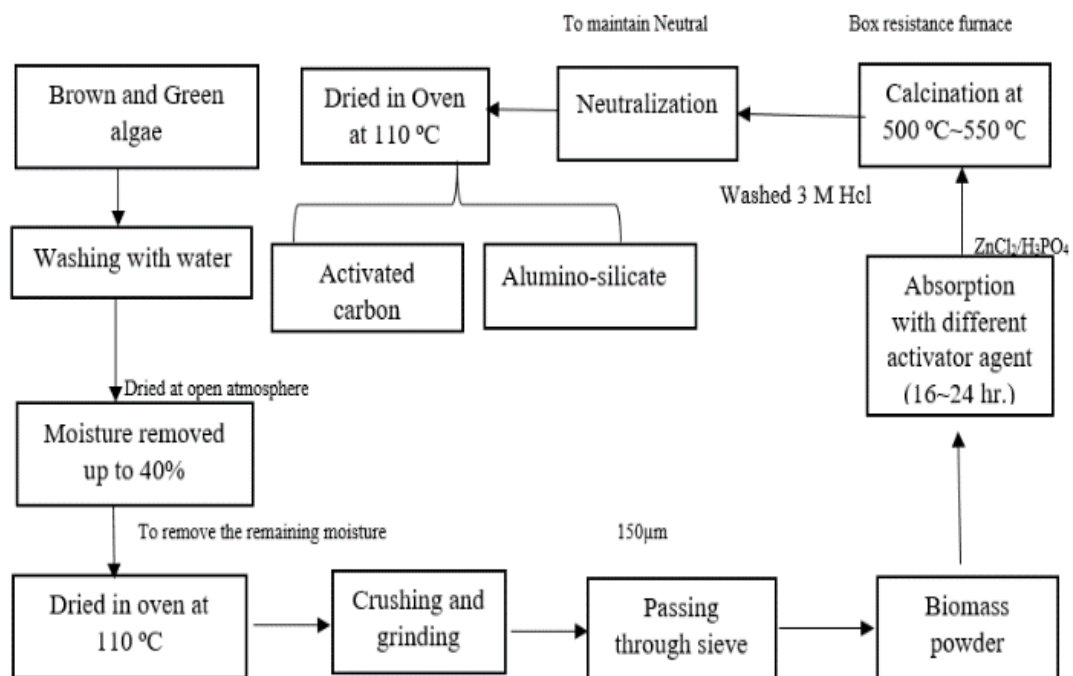 To maintain Neutral
Box resistance furnace
Brown and Green
algae
Dried in Oven
at 110 ºC
Neutralization
Calcination at
500 ºC~550 ℃
Washed 3 M Hcl
Washing with water
Activated
carbon
Alumino-silicate
ZnCl₂/H₃PO₄
Absorption
with different
activator agent
(16~24 hr.)
Dried at open atmosphere
Moisture removed
up to 40%
To remove the remaining moisture
150µm
Dried in oven at
110 ºC
Crushing and
grinding
Passing
through sieve
Biomass
powder